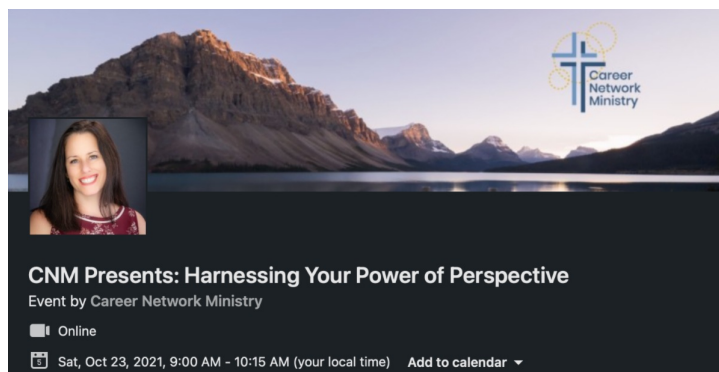 Career
Network
Ministry
CNM Presents: Harnessing Your Power of Perspective
Event by Career Network Ministry
Online
5
Sat, Oct 23, 2021, 9:00 AM - 10:15 AM (your local time) Add to calendar